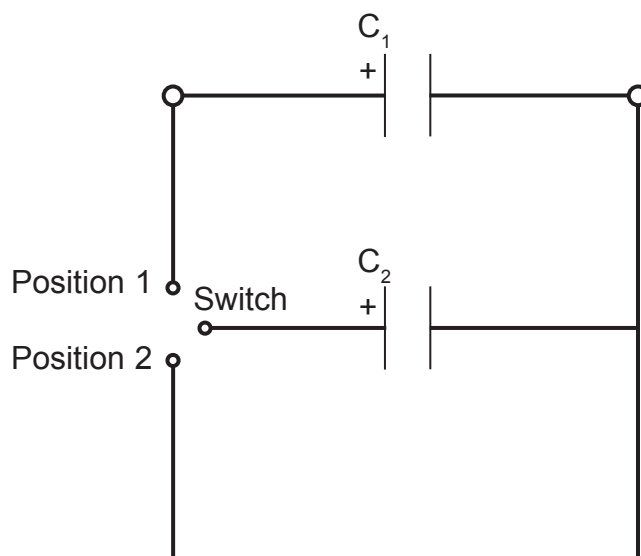 C₁
+
Position 1
Switch
C₂
+
Position 2